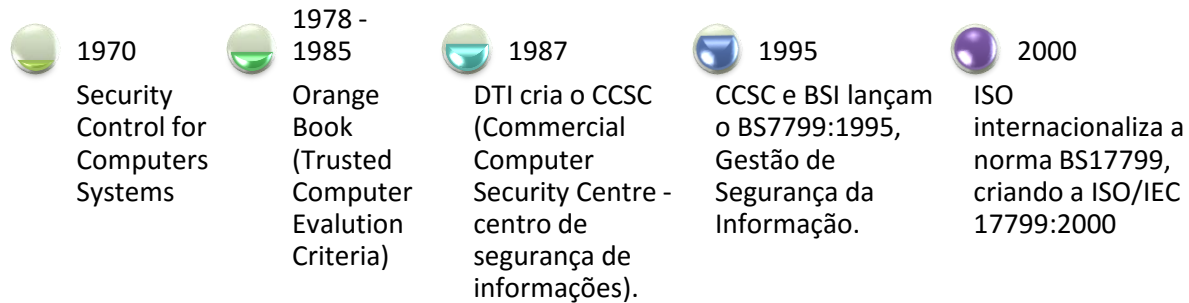 1970
Security
Control for
Computers
Systems
1978 -
1985
Orange
Book
(Trusted
Computer
Evalution
Criteria)
1987
DTI cria o CCSC
(Commercial
Computer
Security Centre -
centro de
segurança de
informações).
1995
CCSC e BSI lançam
o BS7799:1995,
Gestão de
Segurança da
Informação.
2000
ISO
internacionaliza a
norma BS17799,
criando a ISO/IEC
17799:2000